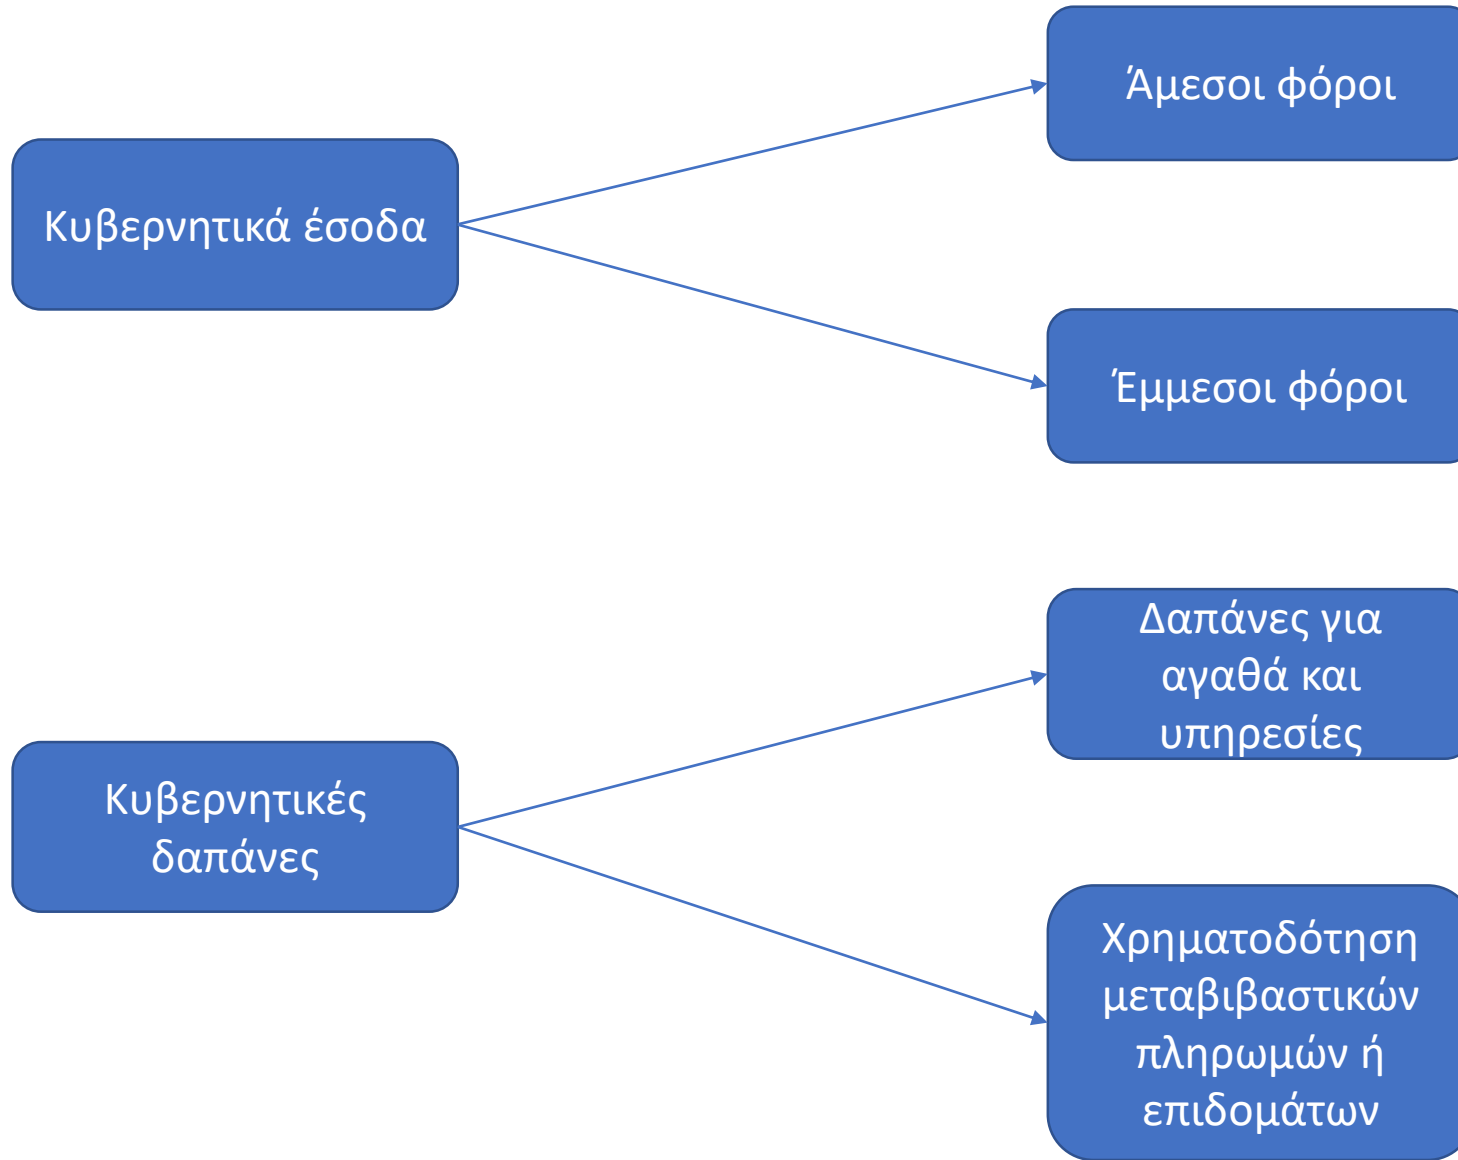 Άμεσοι φόροι
Κυβερνητικά έσοδα
Έμμεσοι φόροι
Δαπάνες για
αγαθά και
υπηρεσίες
Κυβερνητικές
δαπάνες
Χρηματοδότηση
μεταβιβαστικών
πληρωμών ή
επιδομάτων